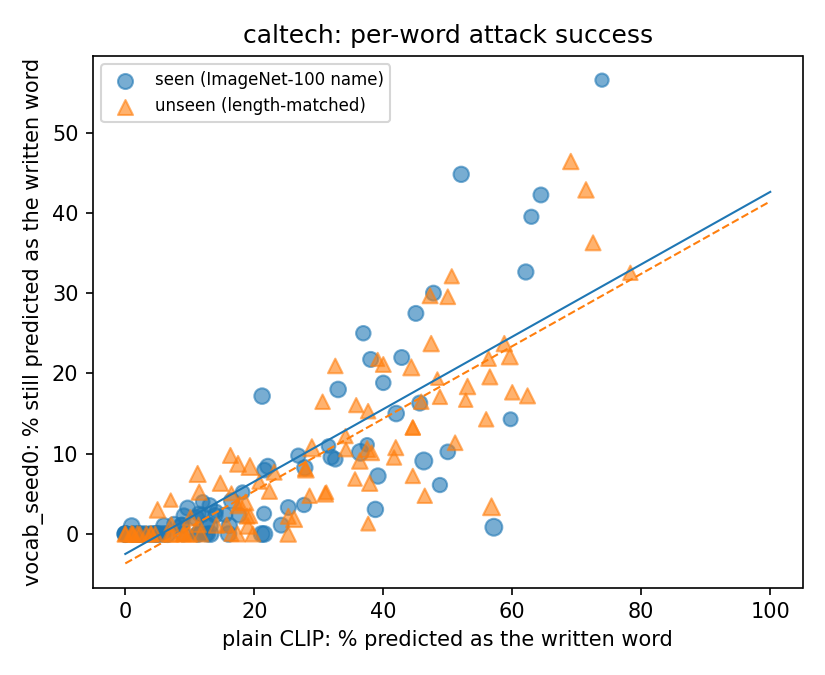 caltech: per-word attack success
seen (ImageNet-100 name)
unseen (length-matched)
vocab_seed0: % still predicted as the written word
50
40
30
20
10
0
0 20 40 60 80 100
plain CLIP: % predicted as the written word